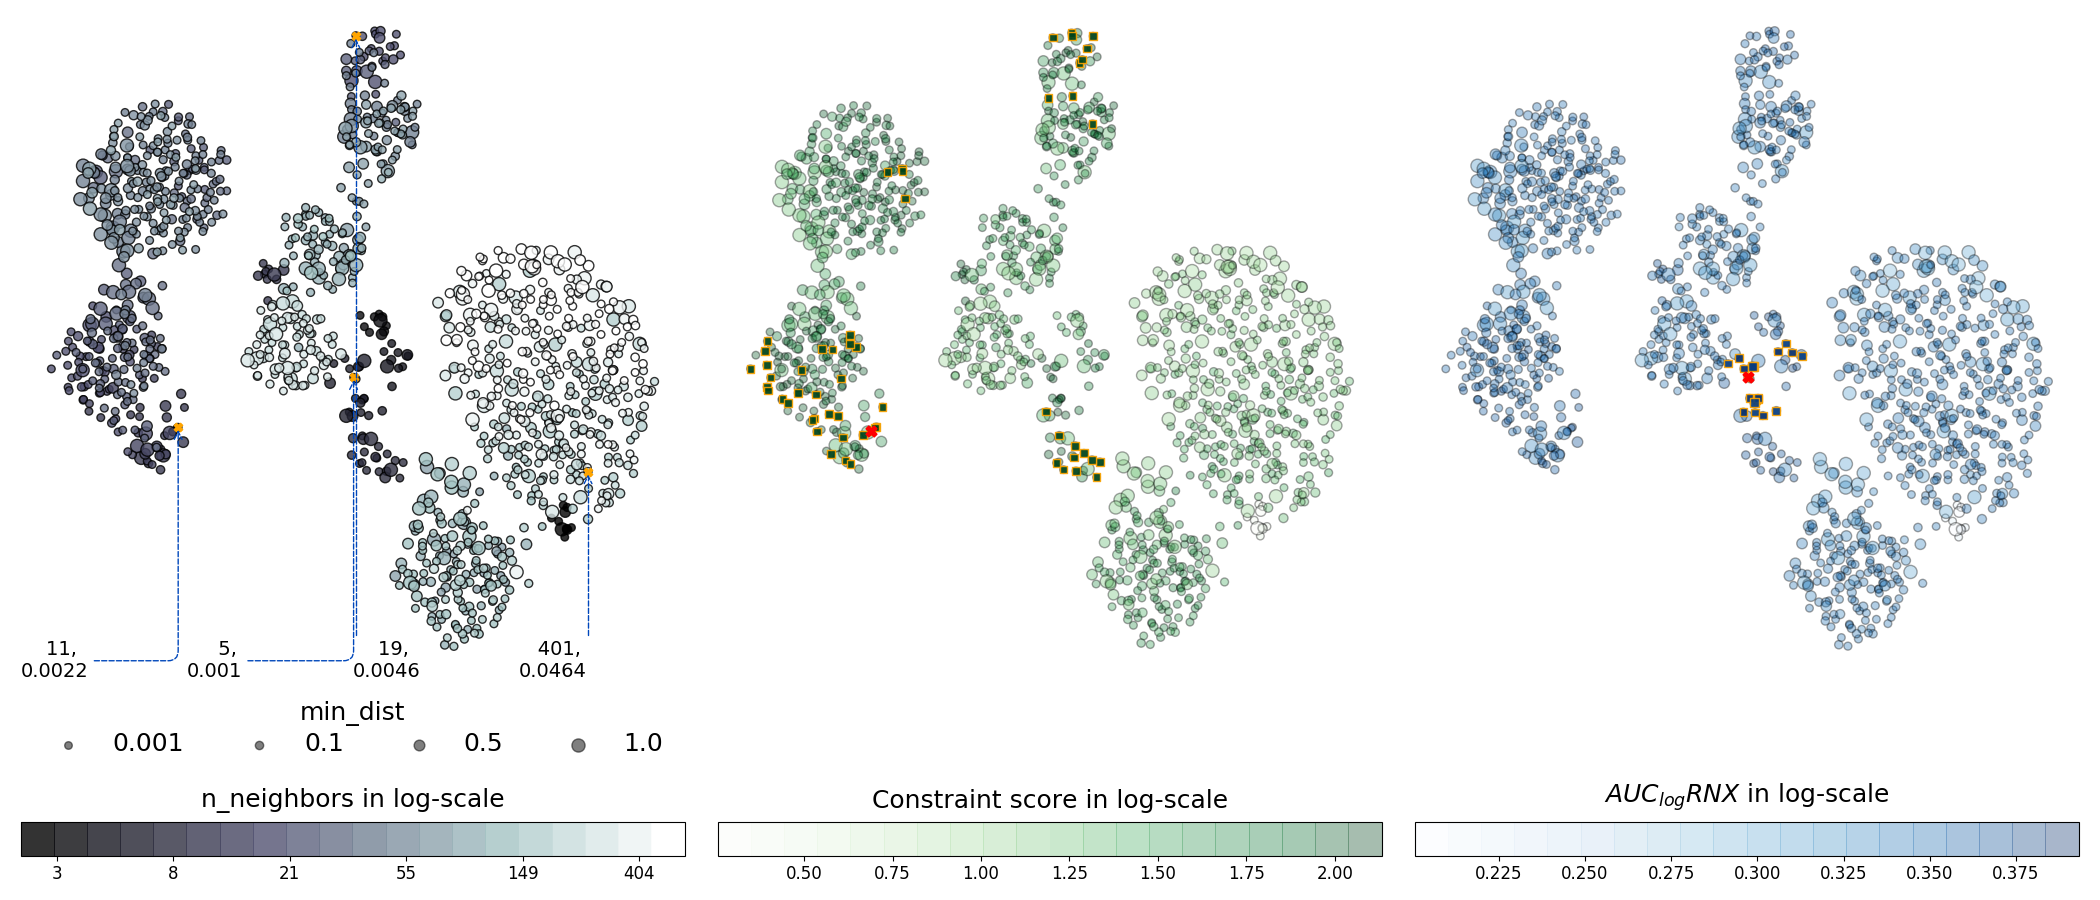 11, 5, 19, 401,
0.0022 0.001 0.0046 0.0464
min_dist
0.001 0.1 0.5 1.0
n_neighbors in log-scale
3 8 21 55 149 404
Constraint score in log-scale
0.50 0.75 1.00 1.25 1.50 1.75 2.00
AUC_{log}RNX in log-scale
0.225 0.250 0.275 0.300 0.325 0.350 0.375